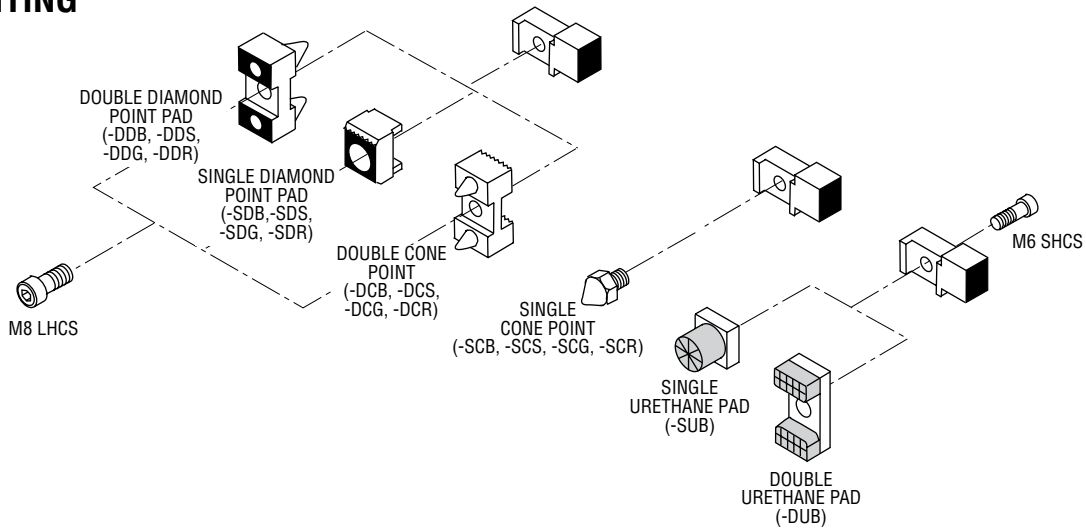 DOUBLE DIAMOND
POINT PAD
(-DDB, -DDS,
-DDG, -DDR)
SINGLE DIAMOND
POINT PAD
(-SDB,-SDS,
-SDG, -SDR)
DOUBLE CONE
POINT
(-DCB, -DCS,
-DCG, -DCR)
M8 LHCS
SINGLE
CONE POINT
(-SCB, -SCS, -SCG, -SCR)
M6 SHCS
SINGLE
URETHANE PAD
(-SUB)
DOUBLE
URETHANE PAD
(-DUB)